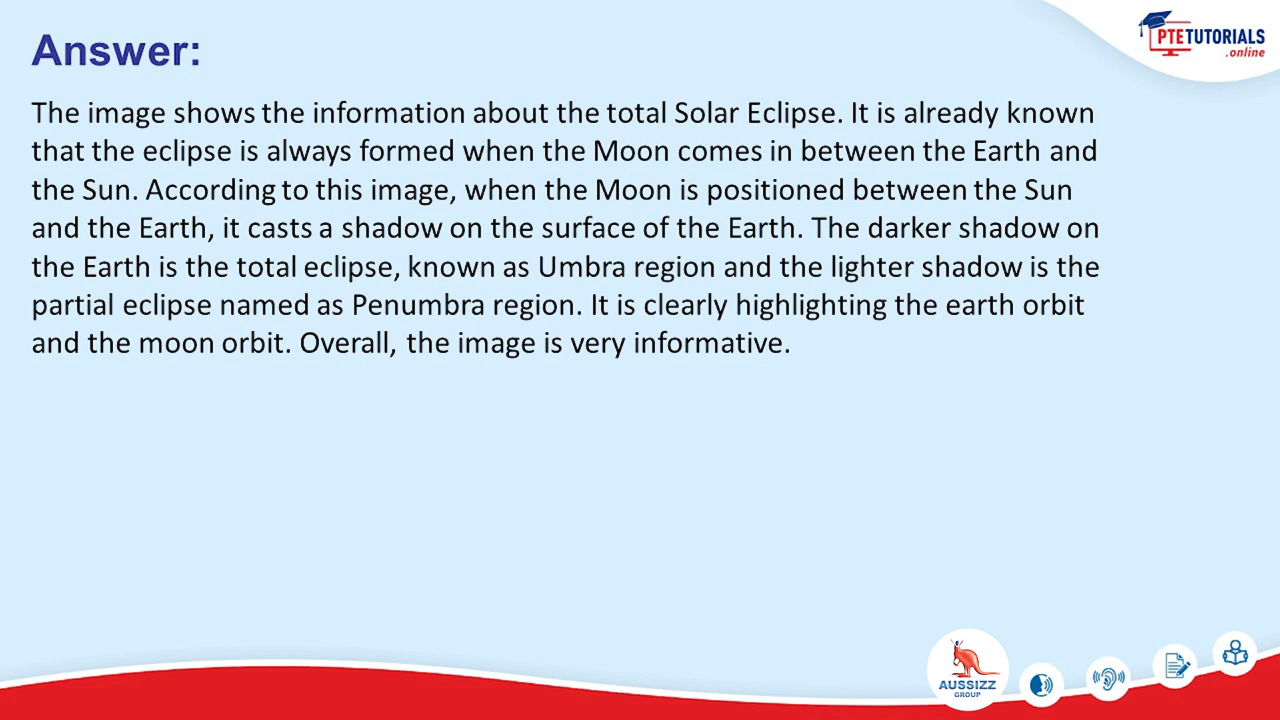 Answer:
PTETUTORIALS
.online
The image shows the information about the total Solar Eclipse. It is already known
that the eclipse is always formed when the Moon comes in between the Earth and
the Sun. According to this image, when the Moon is positioned between the Sun
and the Earth, it casts a shadow on the surface of the Earth. The darker shadow on
the Earth is the total eclipse, known as Umbra region and the lighter shadow is the
partial eclipse named as Penumbra region. It is clearly highlighting the earth orbit
and the moon orbit. Overall, the image is very informative.
AUSSIZZ
GROUP